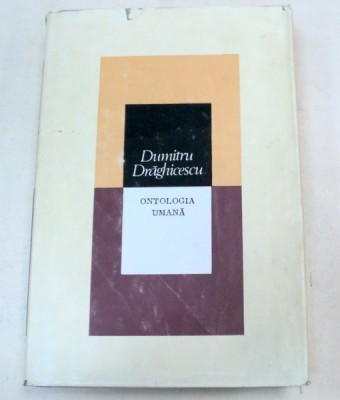 Dumitru
Drăghicescu
ONTOLOGIA
UMANĂ